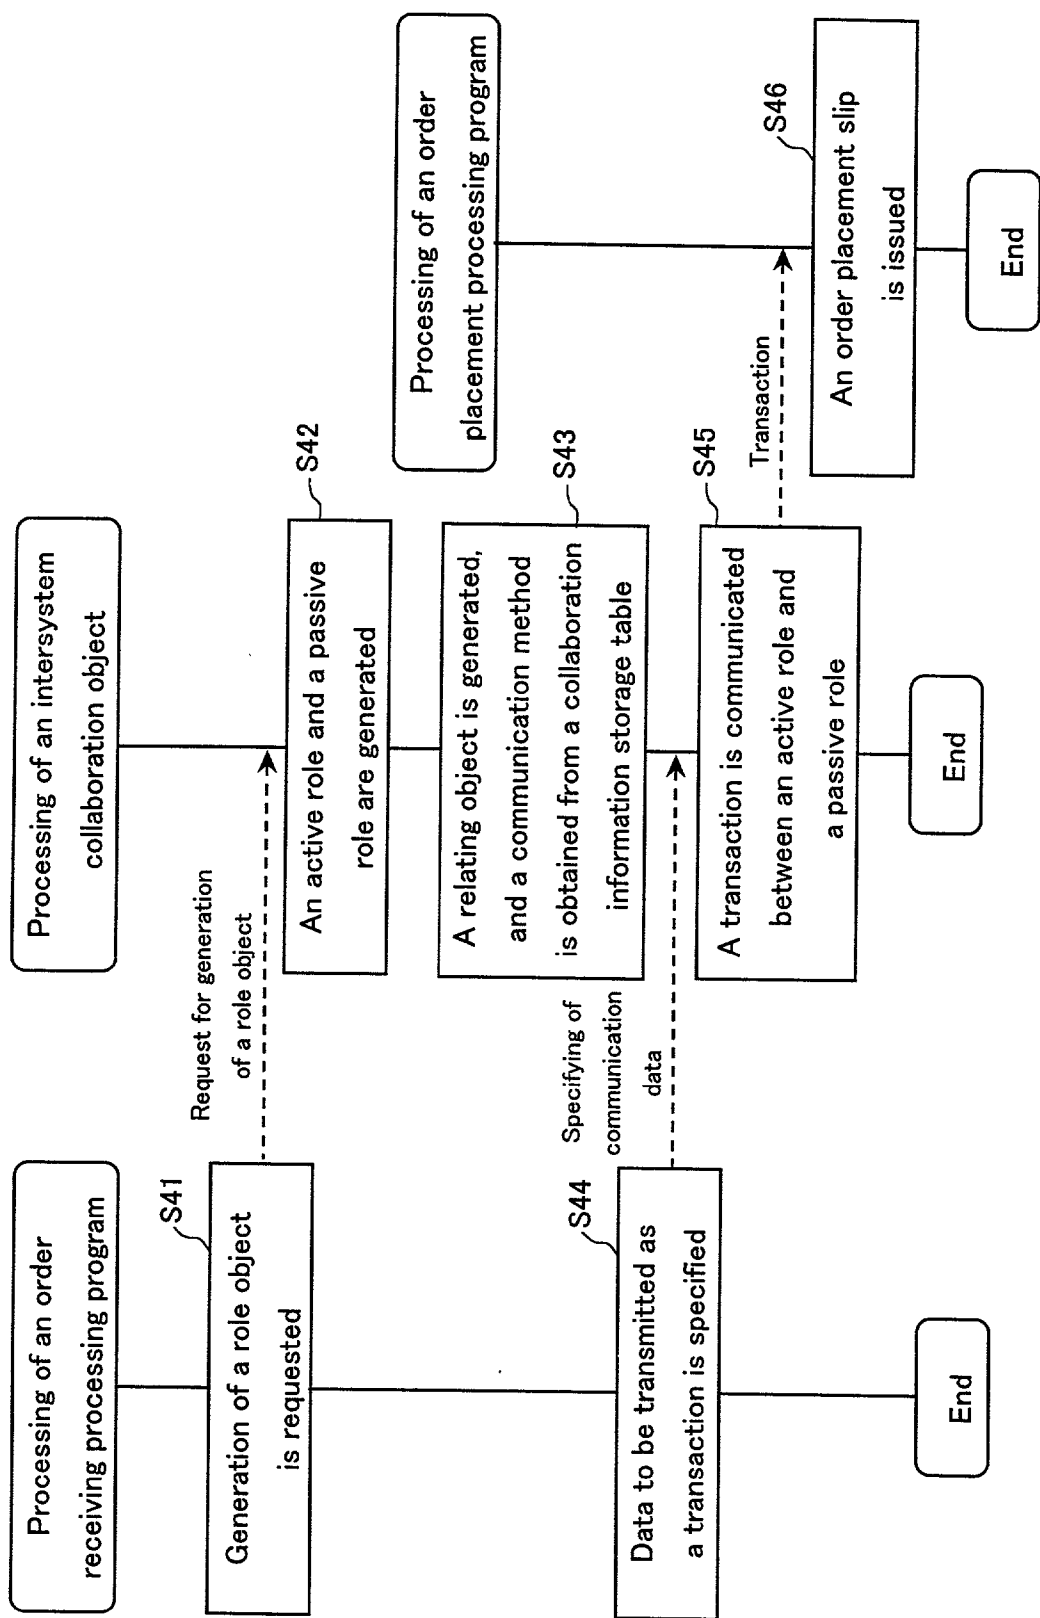 Processing of an order
receiving processing program
S41
Generation of a role object
is requested
S44
Data to be transmitted as
a transaction is specified
End
Request for generation
of a role object
Specifying of
communication
data
Processing of an intersystem
collaboration object
S42
An active role and a passive
role are generated
S43
A relating object is generated,
and a communication method
is obtained from a collaboration
information storage table
S45
A transaction is communicated
between an active role and
a passive role
End
Transaction
Processing of an order
placement processing program
S46
An order placement slip
is issued
End